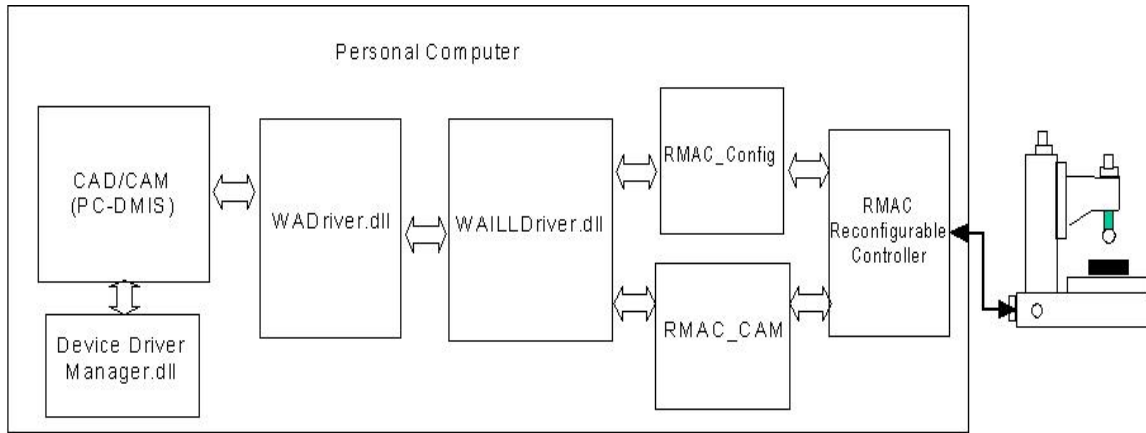 Personal Computer
CAD/CAM
(PC-DMIS)
Device Driver
Manager.dll
WADriver.dll
WAILLDriver.dll
RMAC_Config
RMAC_CAM
RMAC
Reconfigurable
Controller